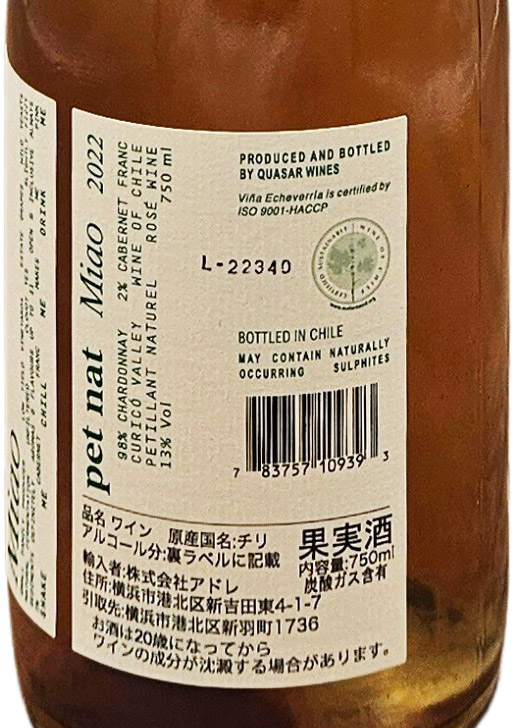 pet nat Miao 2022
98% CHARDONNAY 2% CABERNET FRANC
CURICÓ VALLEY WINE OF CHILE
PETILLANT NATUREL ROSÉ WINE
13% Vol 750 ml
PRODUCED AND BOTTLED
BY QUASAR WINES
Viña Echeverría is certified by
ISO 9001-HACCP
L-22340
BOTTLED IN CHILE
MAY CONTAIN NATURALLY
OCCURRING SULPHITES
7 83757 10939 3
品名 ワイン 原産国名:チリ
アルコール分:裏ラベルに記載
果実酒
内容量:750ml
炭酸ガス含有
輸入者:株式会社アドレ
住所:横浜市港北区新吉田東4-1-7
引取先:横浜市港北区新羽町1736
お酒は20歳になってから
ワインの成分が沈澱する場合があります。
Miao
SHAKE ME CHILL ME DRINK ME